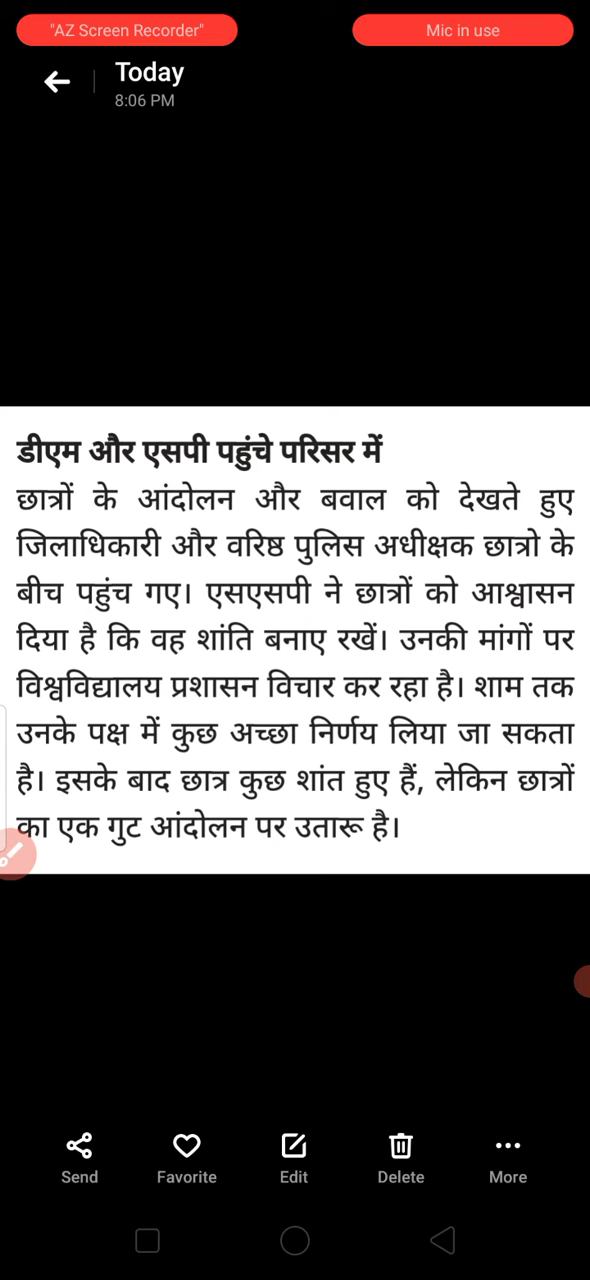 "AZ Screen Recorder"
Mic in use
Today
8:06 PM
डीएम और एसपी पहुंचे परिसर में
छात्रों के आंदोलन और बवाल को देखते हुए
जिलाधिकारी और वरिष्ठ पुलिस अधीक्षक छात्रो के
बीच पहुंच गए। एसएसपी ने छात्रों को आश्वासन
दिया है कि वह शांति बनाए रखें। उनकी मांगों पर
विश्वविद्यालय प्रशासन विचार कर रहा है। शाम तक
उनके पक्ष में कुछ अच्छा निर्णय लिया जा सकता
है। इसके बाद छात्र कुछ शांत हुए हैं, लेकिन छात्रों
का एक गुट आंदोलन पर उतारू है।
Send
Favorite
Edit
Delete
More